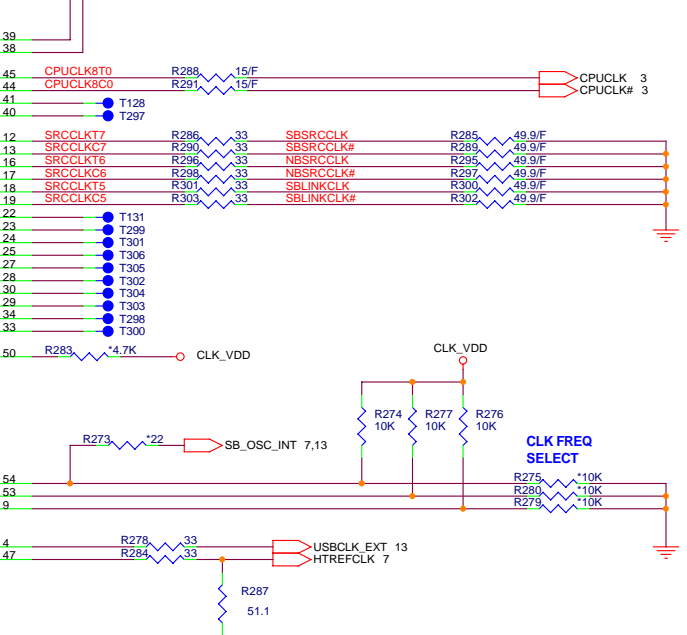 39
38
45 CPUCLK8T0 R288 15/F CPUCLK 3
44 CPUCLK8C0 R291 15/F CPUCLK# 3
41 T128
40 T297
12 SRCCLKT7 R286 33 SBSRCCLK R285 49.9/F
13 SRCCLKC7 R290 33 SBSRCCLK# R289 49.9/F
16 SRCCLKT6 R296 33 NBSRCCLK R295 49.9/F
17 SRCCLKC6 R298 33 NBSRCCLK# R297 49.9/F
18 SRCCLKT5 R301 33 SBLINKCLK R300 49.9/F
19 SRCCLKC5 R303 33 SBLINKCLK# R302 49.9/F
22 T131
23 T299
24 T301
25 T306
27 T305
28 T302
30 T304
29 T303
34 T298
33 T300
50 R283 *4.7K CLK_VDD
CLK_VDD
R274 R277 R276
10K 10K 10K
R273 *22 SB_OSC_INT 7,13
CLK FREQ
SELECT
54 R275 *10K
53 R280 *10K
9 R279 *10K
4 R278 33 USBCLK_EXT 13
47 R284 33 HTREFCLK 7
R287
51.1